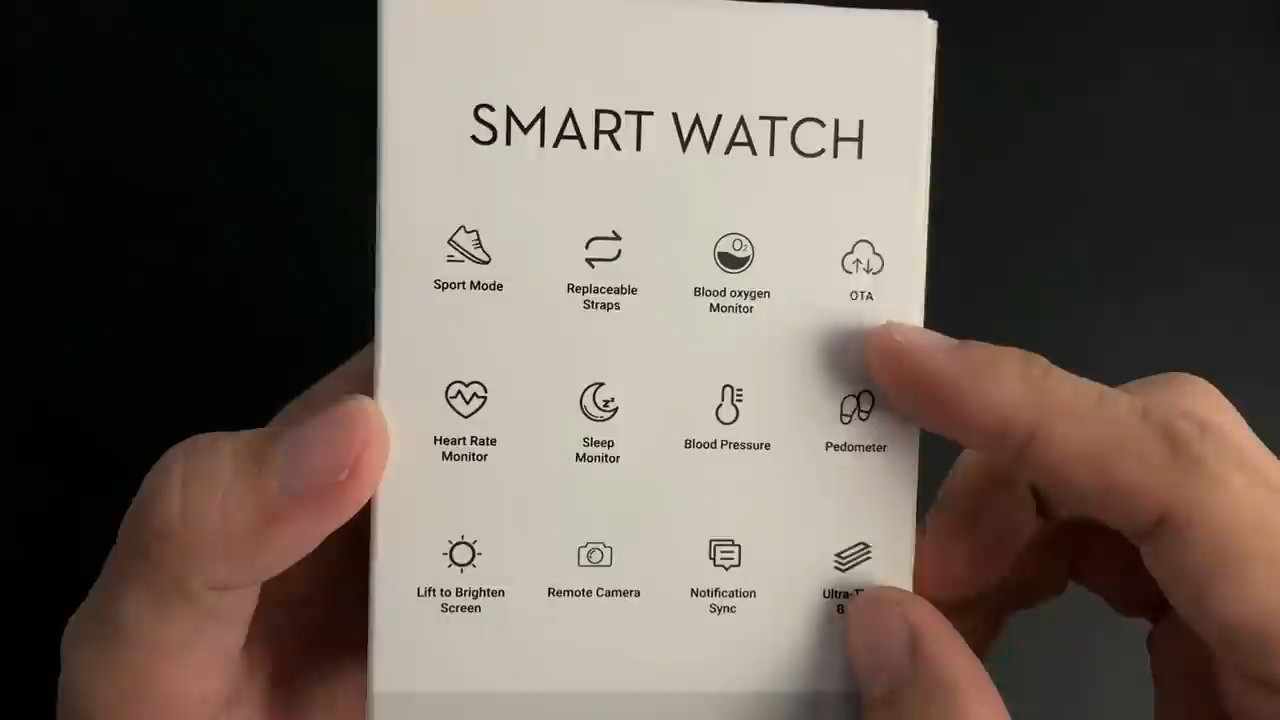 SMART WATCH
Sport Mode
Replaceable
Straps
Blood oxygen
Monitor
OTA
Heart Rate
Monitor
Sleep
Monitor
Blood Pressure
Pedometer
Lift to Brighten
Screen
Remote Camera
Notification
Sync